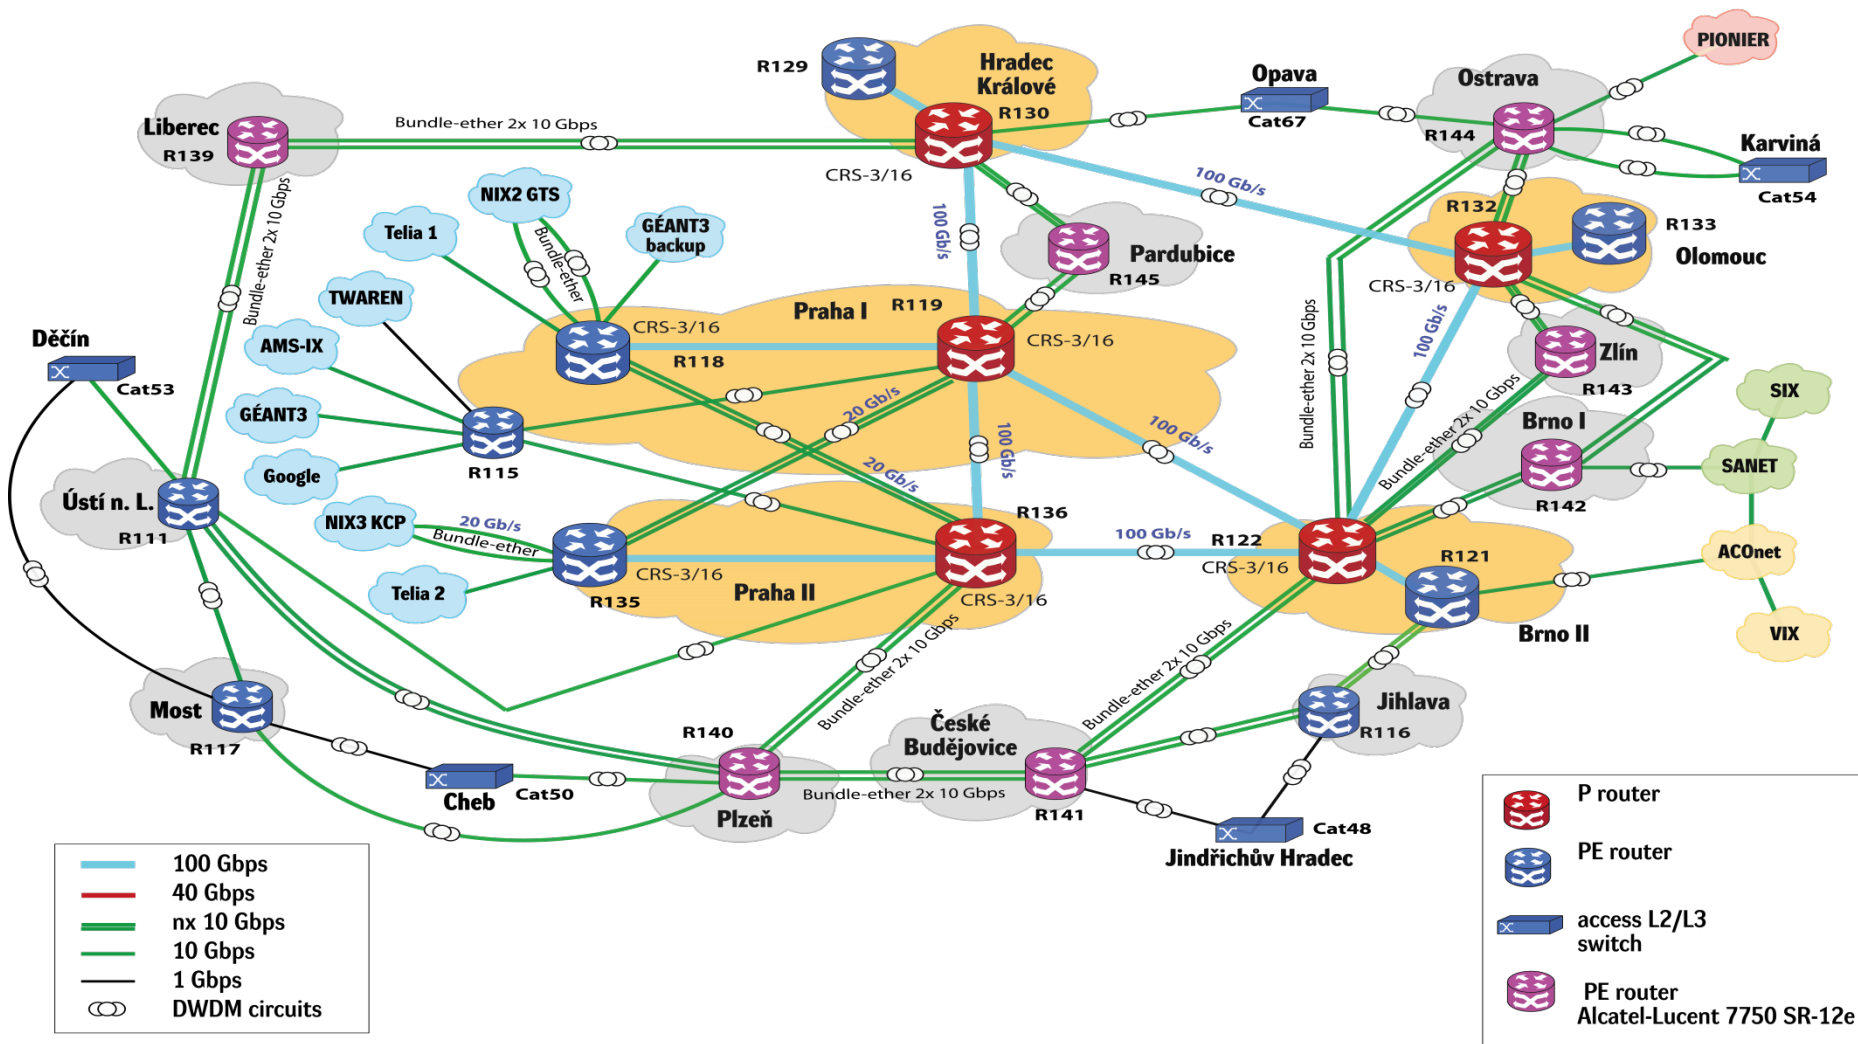 R129
Hradec
Králové
R130
CRS-3/16
Opava
Cat67
Ostrava
R144
PIONIER
Karviná
Cat54
Liberec
R139
Bundle-ether 2x 10 Gbps
Bundle-ether 2x 10 Gbps
NIX2 GTS
Bundle-ether
Telia 1
GÉANT3
backup
TWAREN
AMS-IX
GÉANT3
Google
R115
100 Gb/s
100 Gb/s
Pardubice
R145
R132
CRS-3/16
R133
Olomouc
Praha I
R119
CRS-3/16
CRS-3/16
R118
20 Gb/s
20 Gb/s
100 Gb/s
100 Gb/s
100 Gb/s
Bundle-ether 2x 10 Gbps
Bundle-ether 2x 10 Gbps
Zlín
R143
Brno I
R142
SIX
SANET
ACOnet
VIX
Děčín
Cat53
Ústí n. L.
R111
NIX3 KCP
20 Gb/s
Bundle-ether
Telia 2
CRS-3/16
R135
Praha II
R136
CRS-3/16
100 Gb/s
R122
CRS-3/16
R121
Brno II
Bundle-ether 2x 10 Gbps
Bundle-ether 2x 10 Gbps
Most
R117
Cheb
Cat50
R140
Plzeň
České
Budějovice
Bundle-ether 2x 10 Gbps
R141
Jihlava
R116
Cat48
Jindřichův Hradec
100 Gbps
40 Gbps
nx 10 Gbps
10 Gbps
1 Gbps
DWDM circuits
P router
PE router
access L2/L3
switch
PE router
Alcatel-Lucent 7750 SR-12e